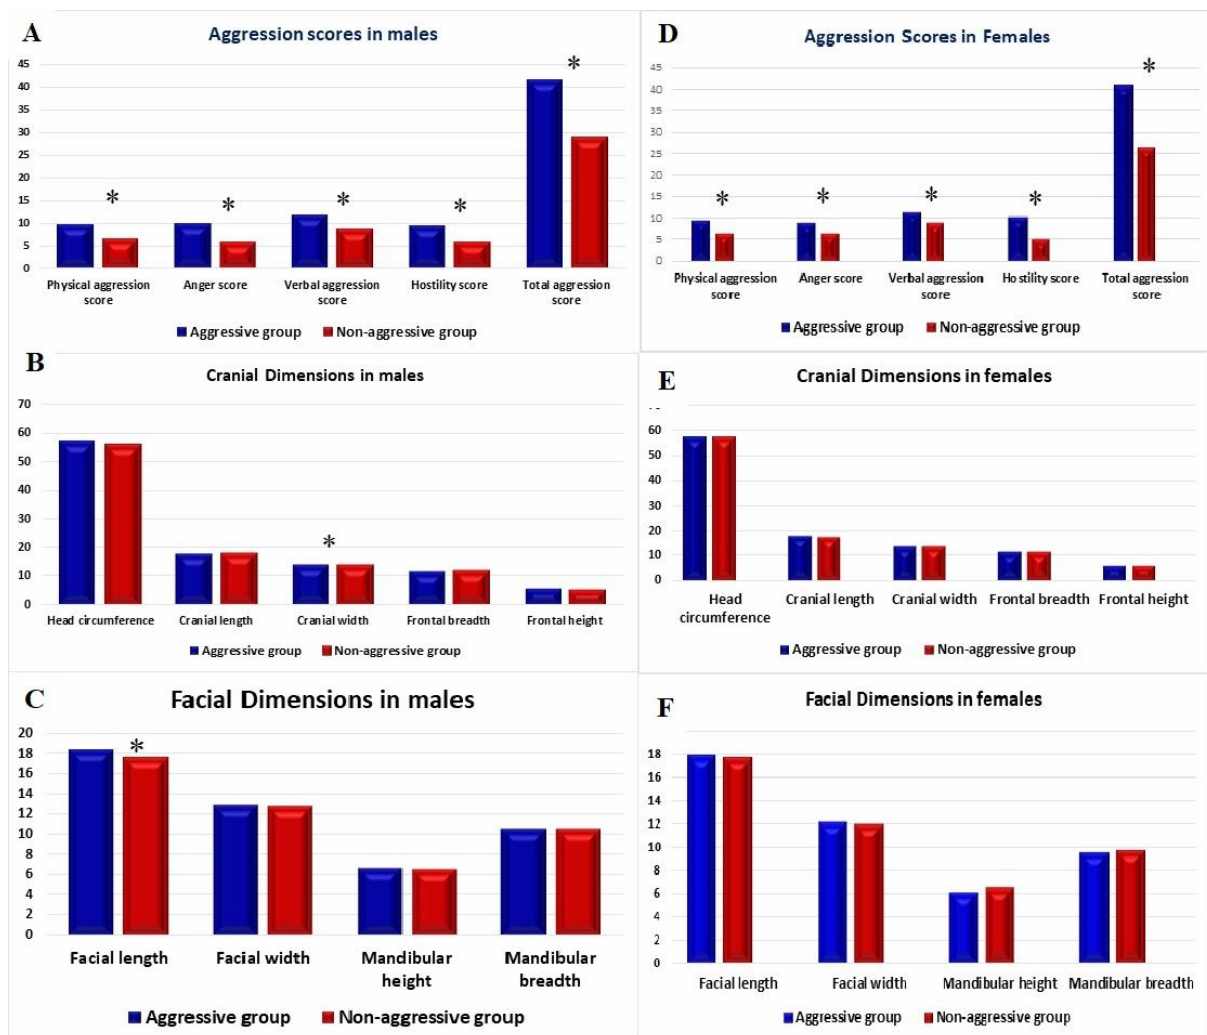 A
Aggression scores in males
45
40
35
30
25
20
15
10
5
0
*
*
*
*
*
Physical aggression score
Anger score
Verbal aggression score
Hostility score
Total aggression score
Aggressive group
Non-aggressive group
D
Aggression Scores in Females
45
40
35
30
25
20
15
10
5
0
*
*
*
*
*
Physical aggression score
Anger score
Verbal aggression score
Hostility score
Total aggression score
Aggressive group
Non-aggressive group
B
Cranial Dimensions in males
70
60
50
40
30
20
10
0
*
Head circumference
Cranial length
Cranial width
Frontal breadth
Frontal height
Aggressive group
Non-aggressive group
E
Cranial Dimensions in females
60
50
40
30
20
10
0
Head circumference
Cranial length
Cranial width
Frontal breadth
Frontal height
Aggressive group
Non-aggressive group
C
Facial Dimensions in males
20
18
16
14
12
10
8
6
4
2
0
*
Facial length
Facial width
Mandibular height
Mandibular breadth
Aggressive group
Non-aggressive group
F
Facial Dimensions in females
18
16
14
12
10
8
6
4
2
0
Facial length
Facial width
Mandibular height
Mandibular breadth
Aggressive group
Non-aggressive group